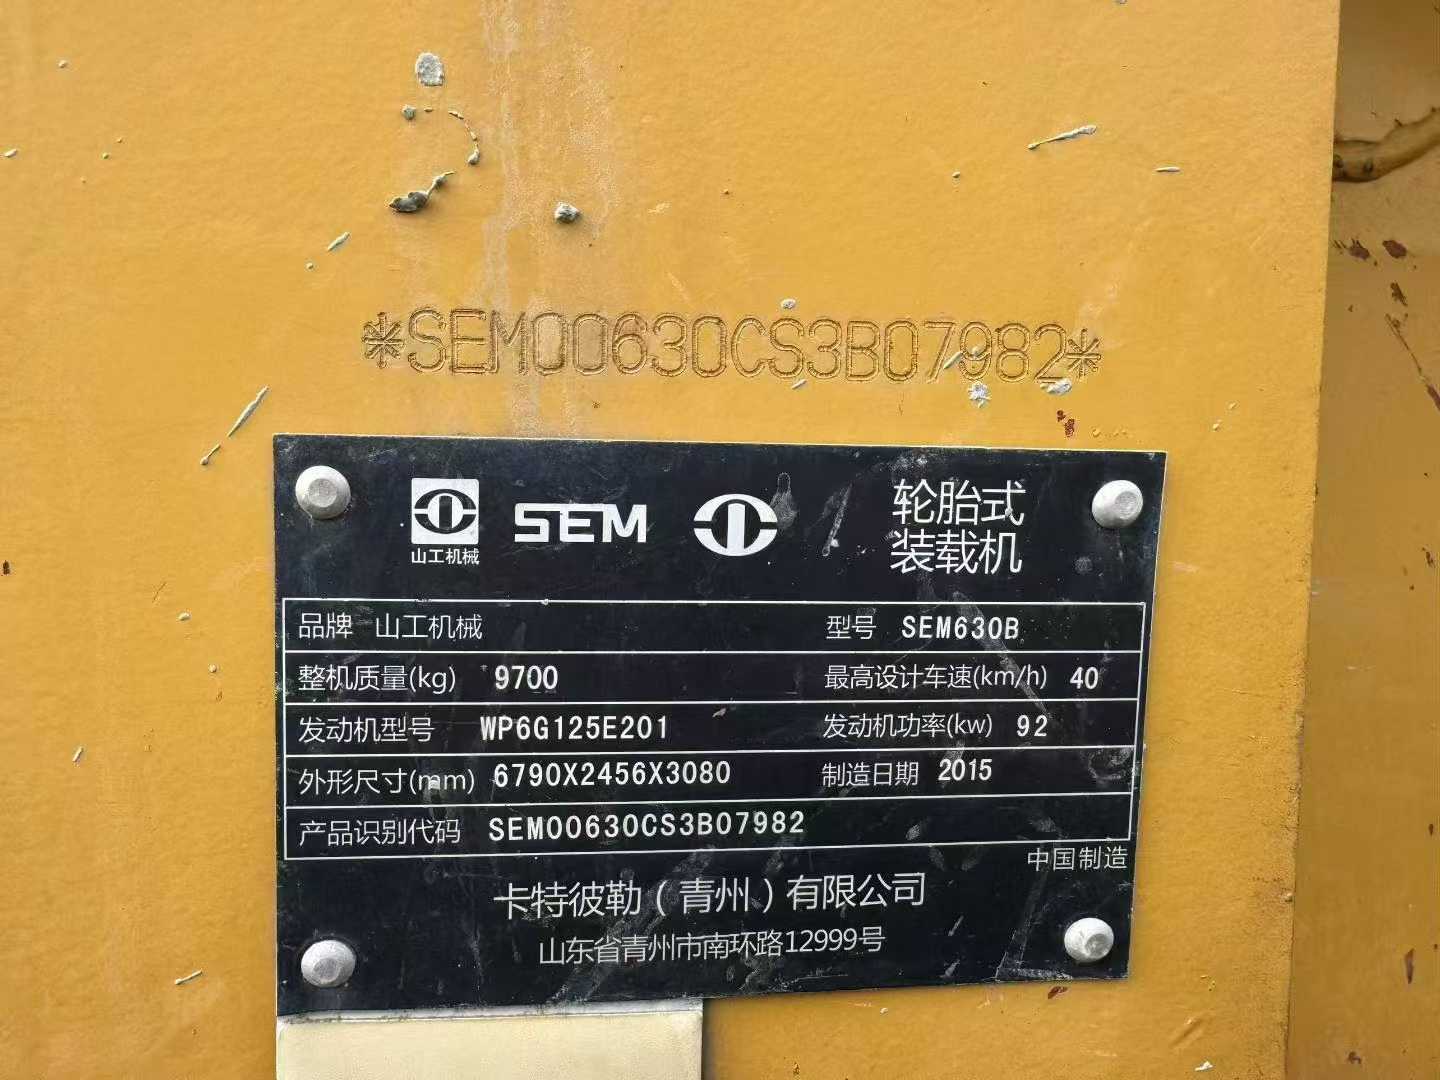 *SEM00630CS3B07982*
山工机械 SEM 轮胎式
装载机
品牌 山工机械 型号 SEM630B
整机质量(kg) 9700 最高设计车速(km/h) 40
发动机型号 WP6G125E201 发动机功率(kw) 92
外形尺寸(mm) 6790X2456X3080 制造日期 2015
产品识别代码 SEM00630CS3B07982
中国制造
卡特彼勒(青州)有限公司
山东省青州市南环路12999号